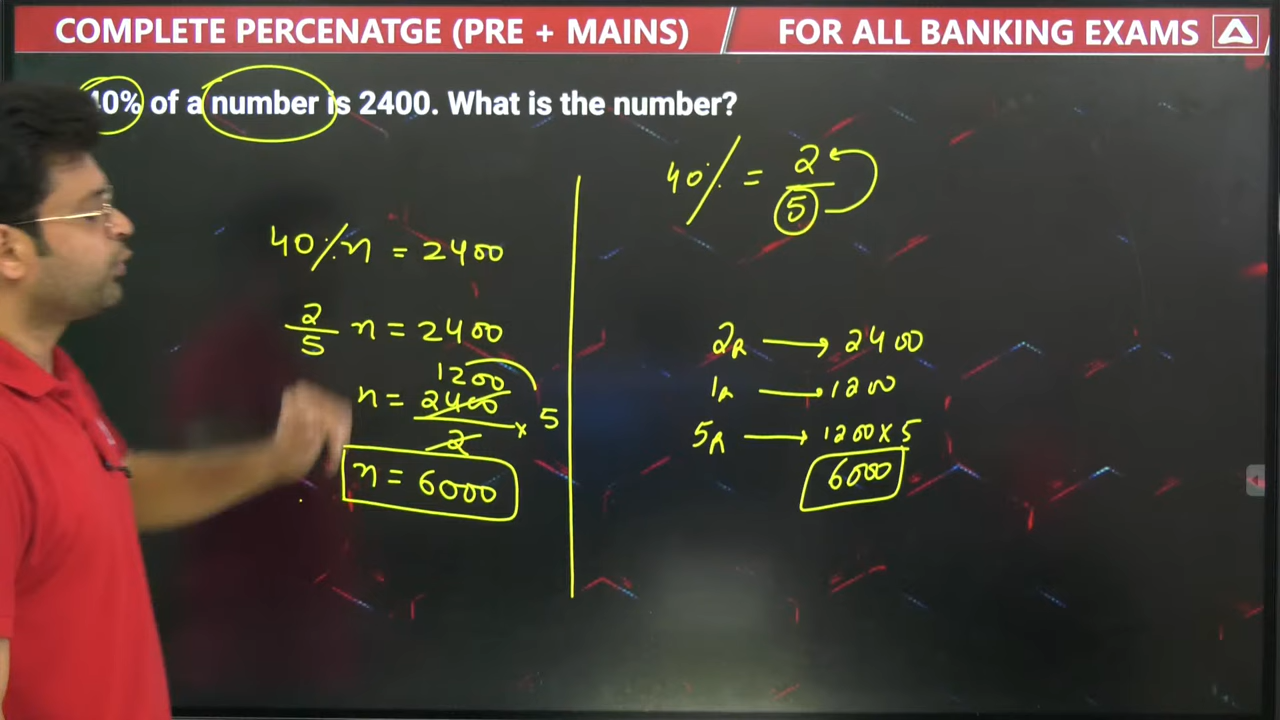 COMPLETE PERCENATGE (PRE + MAINS) / FOR ALL BANKING EXAMS
40% of a number is 2400. What is the number?
40% = 2/5
40% n = 2400
2/5 n = 2400
1200
n = 2400/2 × 5
n = 6000
2R → 2400
1R → 1200
5R → 1200 × 5
6000